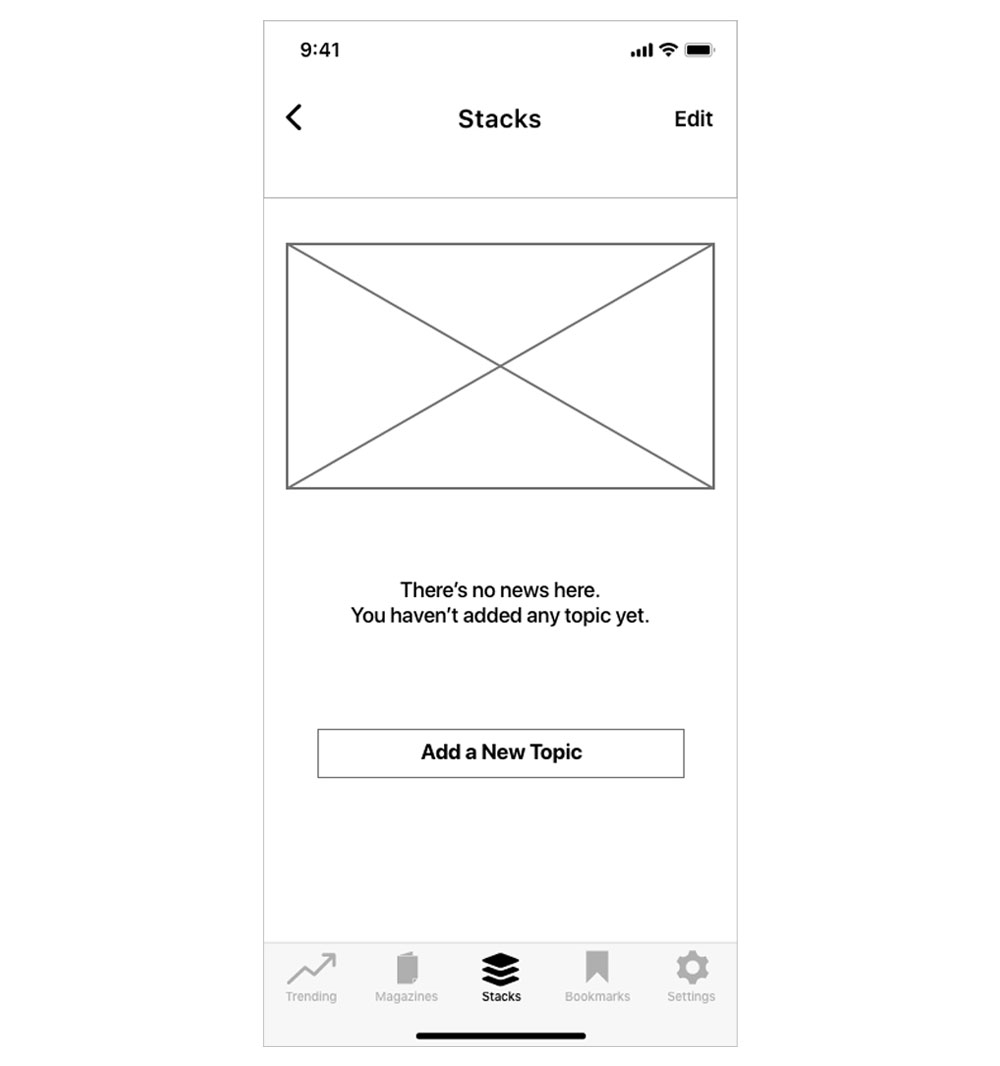 9:41
Stacks
Edit
There’s no news here.
You haven’t added any topic yet.
Add a New Topic
Trending
Magazines
Stacks
Bookmarks
Settings